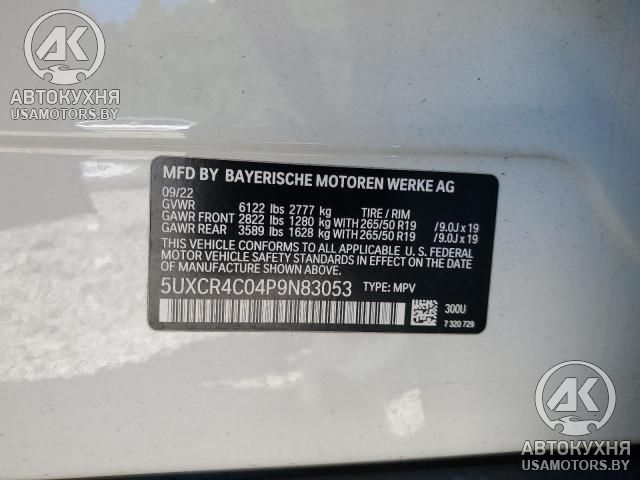 AK
АВТОКУХНЯ
USAMOTORS.BY
MFD BY BAYERISCHE MOTOREN WERKE AG
09/22
GVWR 6122 lbs 2777 kg TIRE / RIM
GAWR FRONT 2822 lbs 1280 kg WITH 265/50 R19 /9.0J x 19
GAWR REAR 3589 lbs 1628 kg WITH 265/50 R19 /9.0J x 19
THIS VEHICLE CONFORMS TO ALL APPLICABLE U. S. FEDERAL
MOTOR VEHICLE SAFETY STANDARDS IN EFFECT ON THE
DATE OF MANUFACTURE SHOWN ABOVE.
5UXCR4C04P9N83053 TYPE: MPV
300U
7 320 729
AK
АВТОКУХНЯ
USAMOTORS.BY